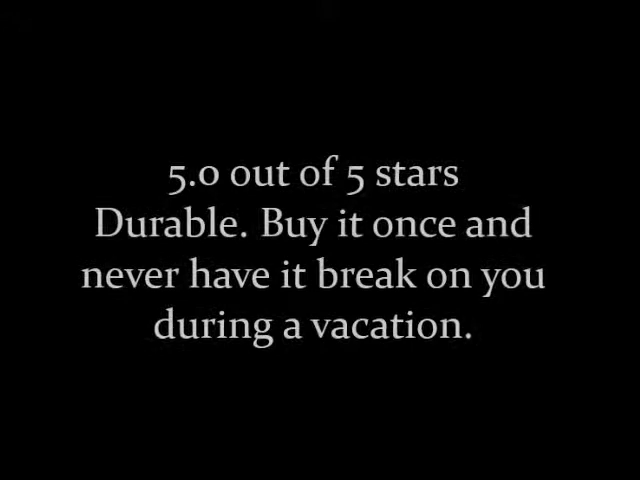 5.0 out of 5 stars
Durable. Buy it once and
never have it break on you
during a vacation.